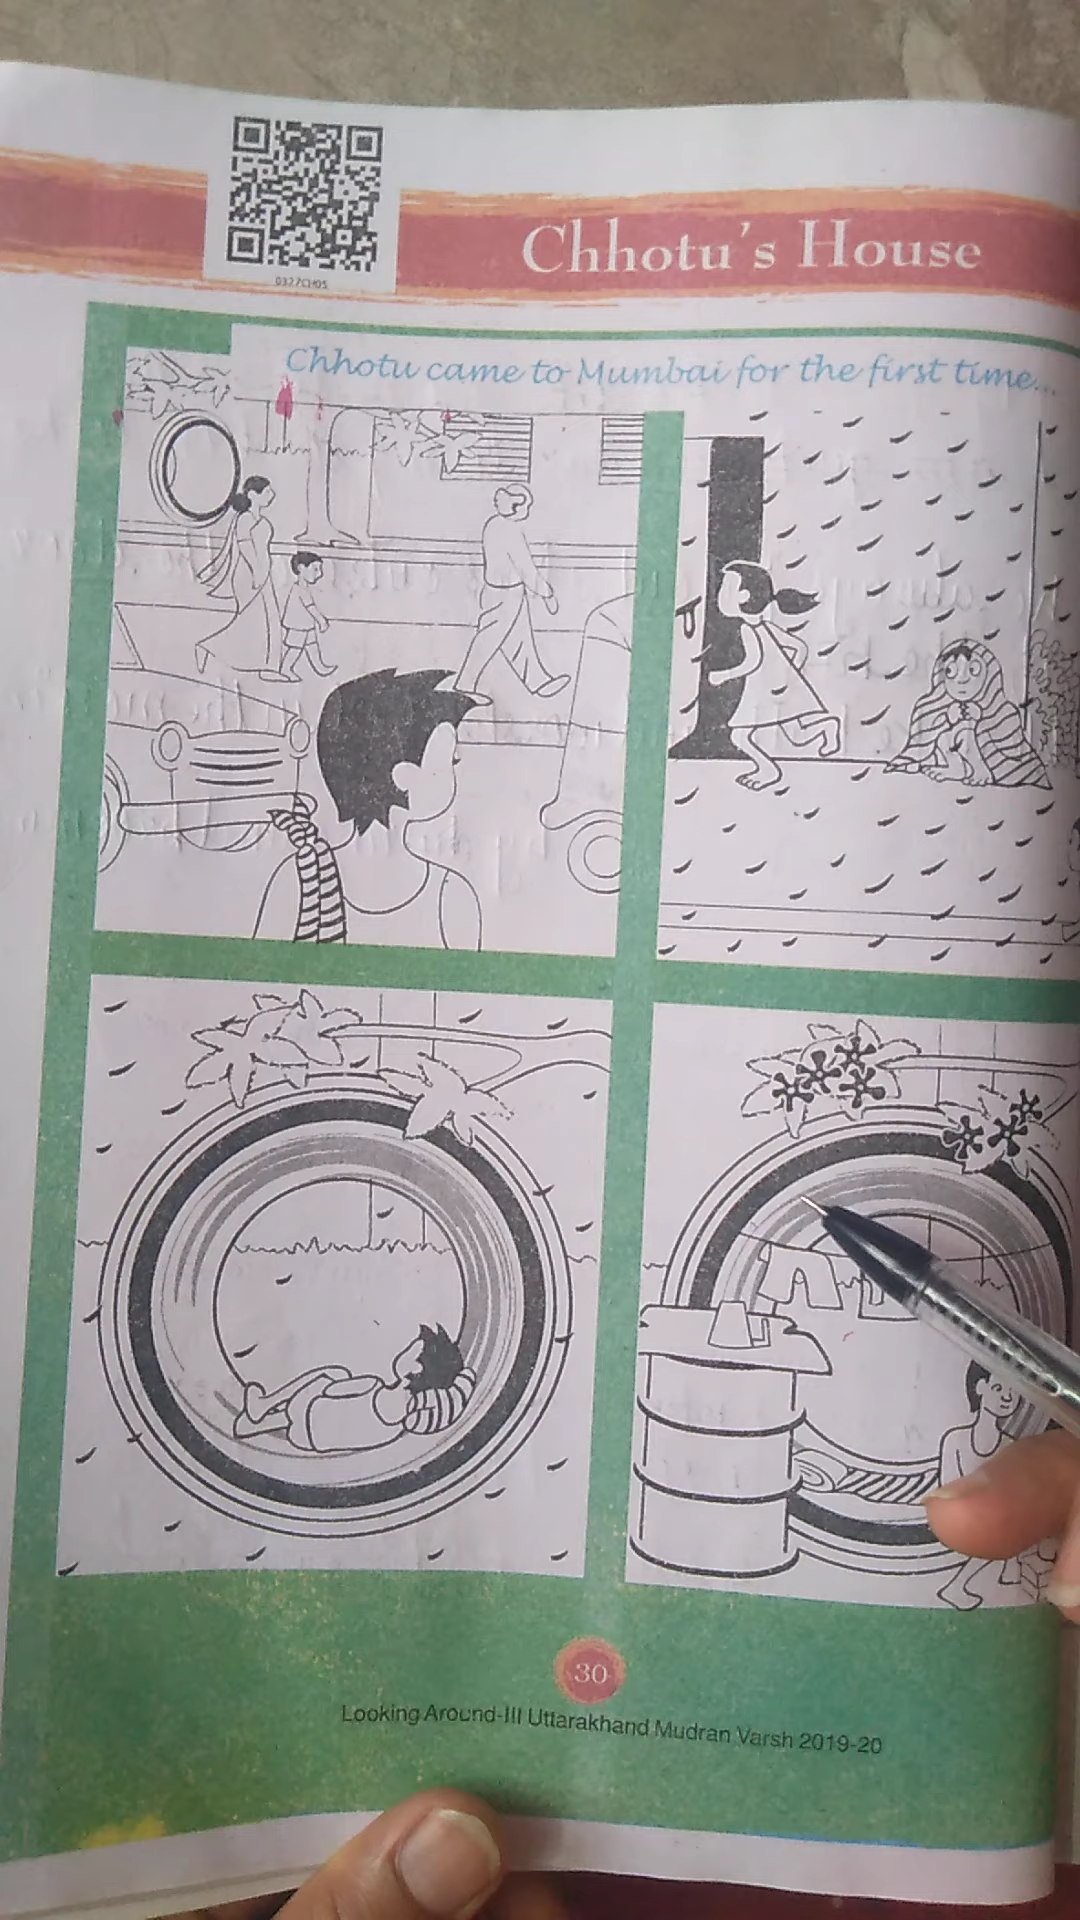 0327CH05
Chhotu's House
Chhotu came to Mumbai for the first time...
30
Looking Around-III Uttarakhand Mudran Varsh 2019-20